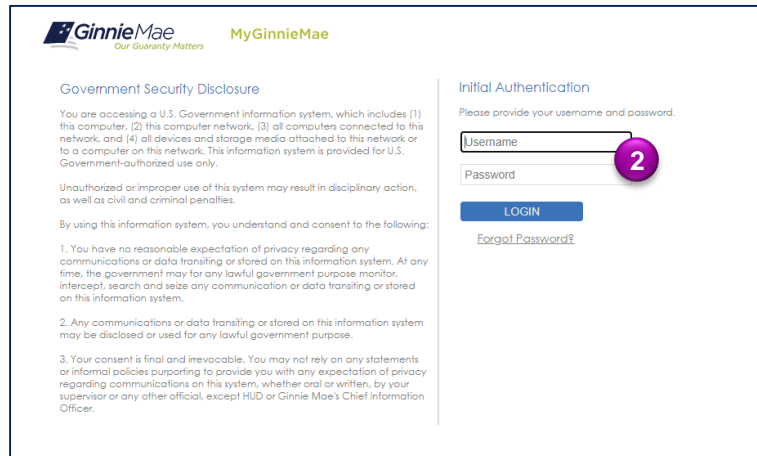 GinnieMae
Our Guaranty Matters
MyGinnieMae
Government Security Disclosure
You are accessing a U.S. Government information system, which includes (1)
this computer, (2) this computer network, (3) all computers connected to this
network, and (4) all devices and storage media attached to this network or
to a computer on this network. This information system is provided for U.S.
Government-authorized use only.
Unauthorized or improper use of this system may result in disciplinary action,
as well as civil and criminal penalties.
By using this information system, you understand and consent to the following:
1. You have no reasonable expectation of privacy regarding any
communications or data transiting or stored on this information system. At any
time, the government may for any lawful government purpose monitor,
intercept, search and seize any communication or data transiting or stored
on this information system.
2. Any communications or data transiting or stored on this information system
may be disclosed or used for any lawful government purpose.
3. Your consent is final and irrevocable. You may not rely on any statements
or informal policies purporting to provide you with any expectation of privacy
regarding communications on this system, whether oral or written, by your
supervisor or any other official, except HUD or Ginnie Mae's Chief Information
Officer.
Initial Authentication
Please provide your username and password.
Username
2
Password
LOGIN
Forgot Password?